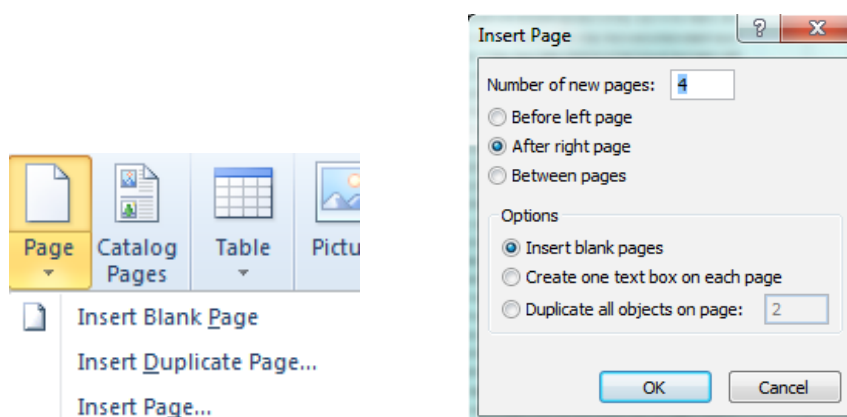 Page
Catalog
Pages
Table
Pictu
Insert Blank Page
Insert Duplicate Page...
Insert Page...
Insert Page
Number of new pages: 4
Before left page
After right page
Between pages
Options
Insert blank pages
Create one text box on each page
Duplicate all objects on page: 2
OK Cancel